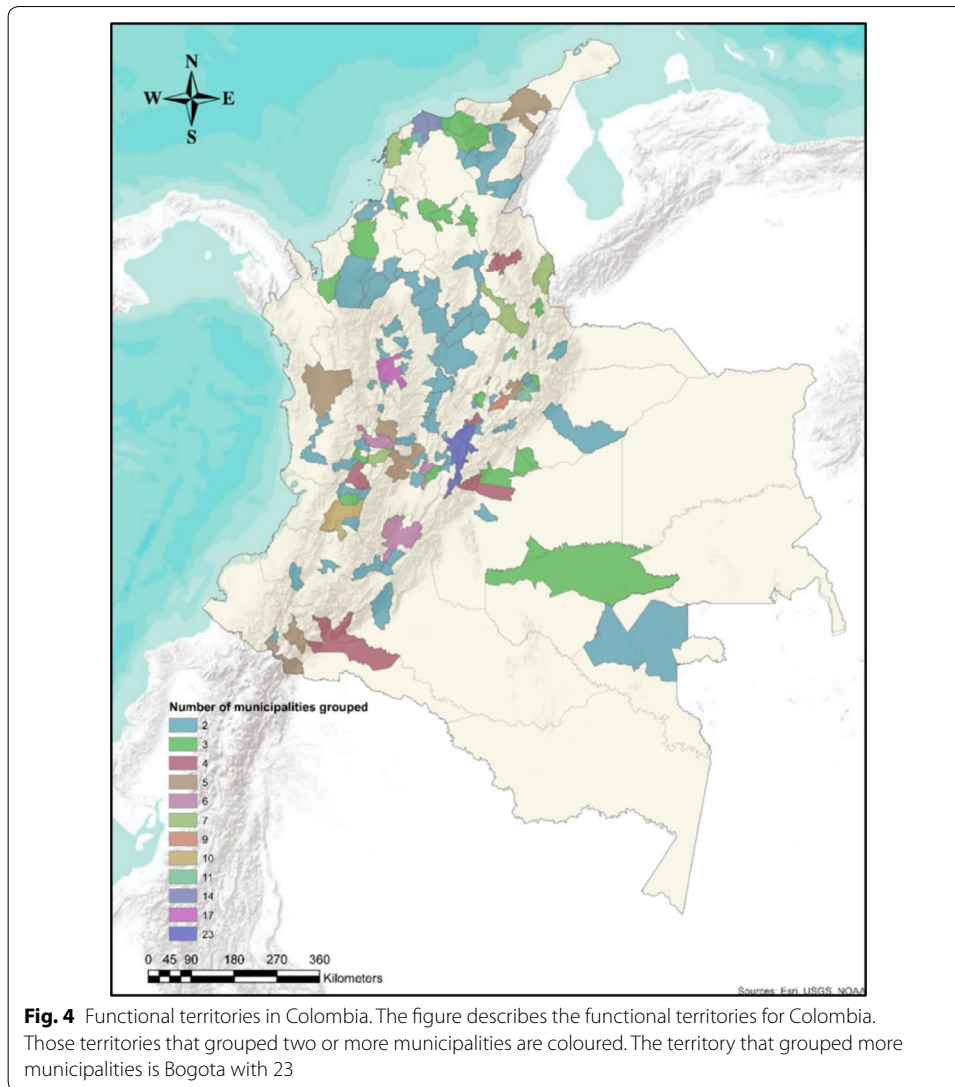 N
W E
S
Number of municipalities grouped
2
3
4
5
6
7
9
10
11
14
17
23
0 45 90 180 270 360
Kilometers
Sources: Esri, USGS, NOAA
Fig. 4 Functional territories in Colombia. The figure describes the functional territories for Colombia.
Those territories that grouped two or more municipalities are coloured. The territory that grouped more
municipalities is Bogota with 23